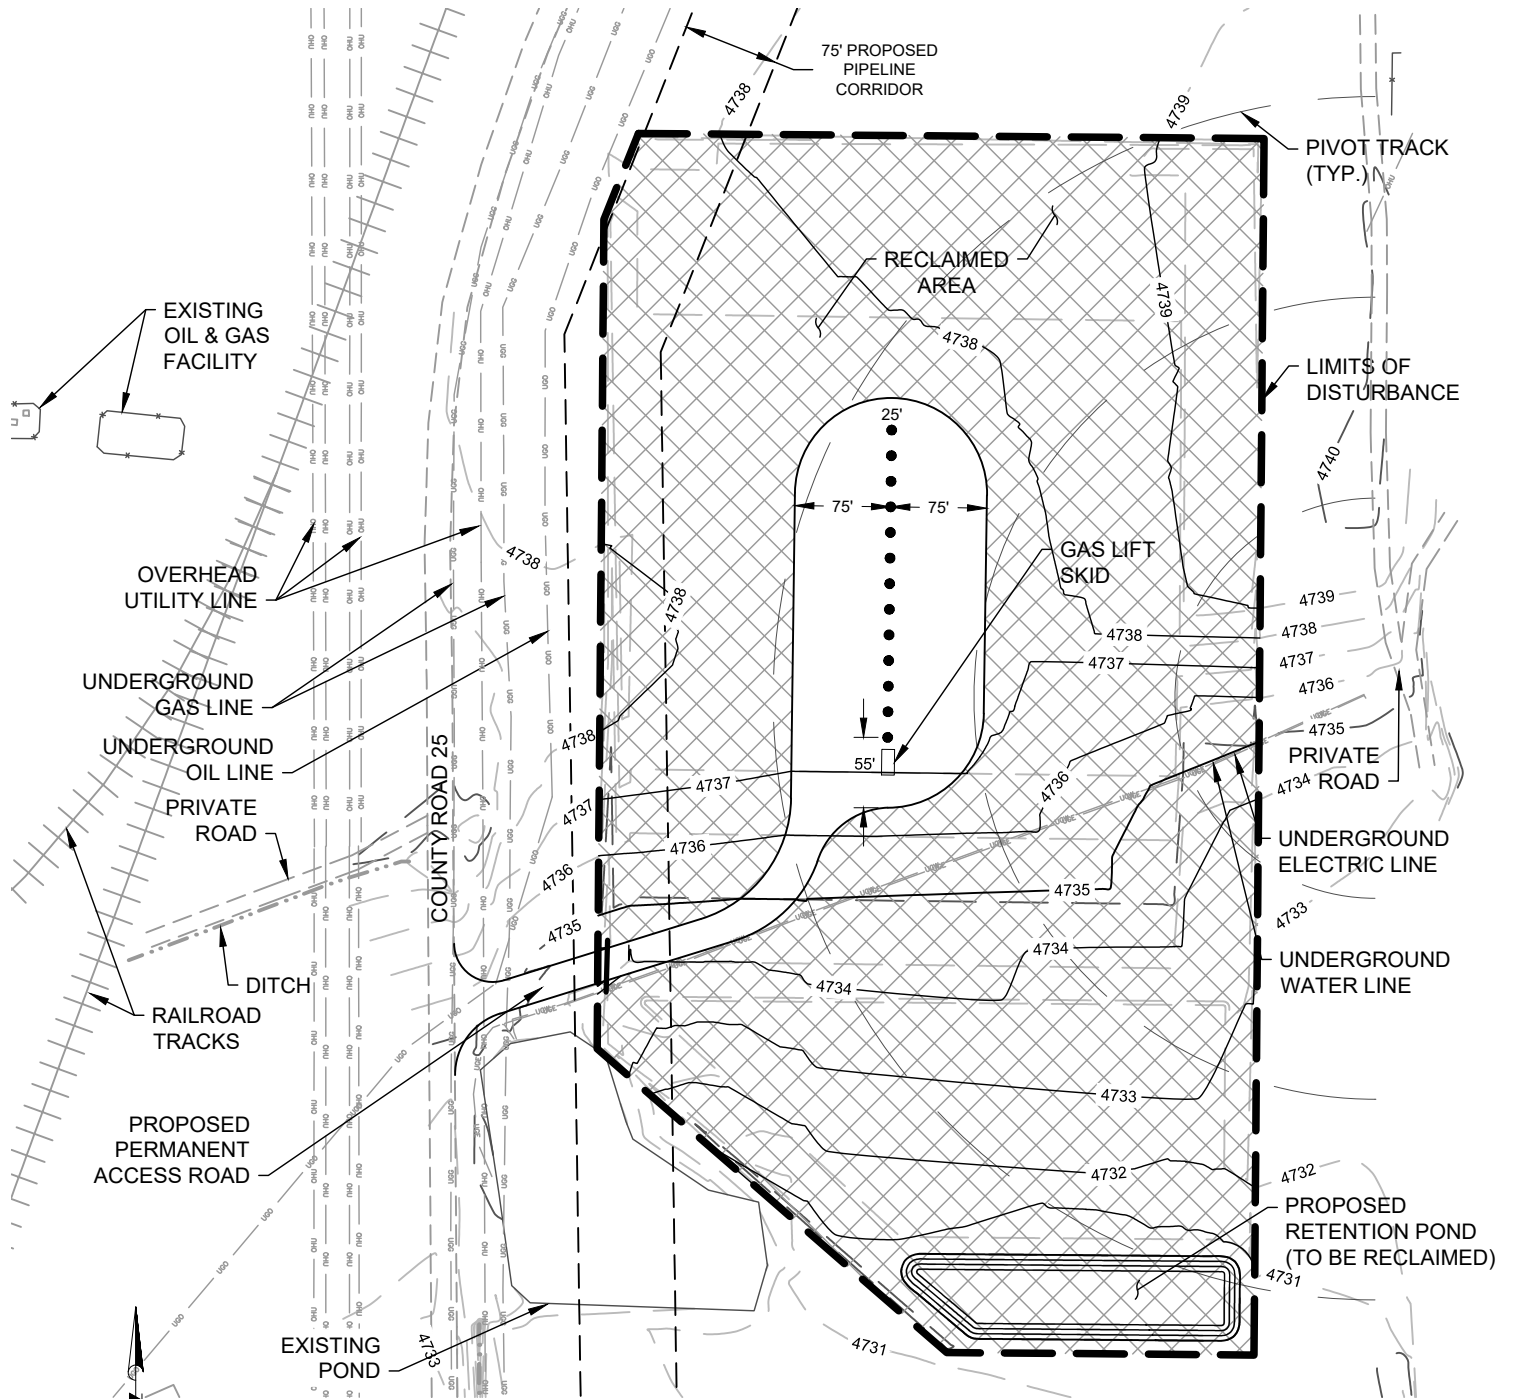 75' PROPOSED
PIPELINE
CORRIDOR
4738
4739
PIVOT TRACK
(TYP.)
RECLAIMED
AREA
4739
4738
EXISTING
OIL & GAS
FACILITY
LIMITS OF
DISTURBANCE
25'
75'
75'
4740
GAS LIFT
SKID
4738
OVERHEAD
UTILITY LINE
4738
4739
4738
4738
4737
4737
UNDERGROUND
GAS LINE
4736
4735
UNDERGROUND
OIL LINE
4738
55'
PRIVATE
ROAD
4737
4736
4734
PRIVATE
ROAD
COUNTY ROAD 25
4737
4736
4736
UNDERGROUND
ELECTRIC LINE
4735
4733
4735
4734
DITCH
4734
UNDERGROUND
WATER LINE
RAILROAD
TRACKS
4733
PROPOSED
PERMANENT
ACCESS ROAD
4732
4732
PROPOSED
RETENTION POND
(TO BE RECLAIMED)
4731
EXISTING
POND
4733
4731
OHU
UGG
UGO
UGE